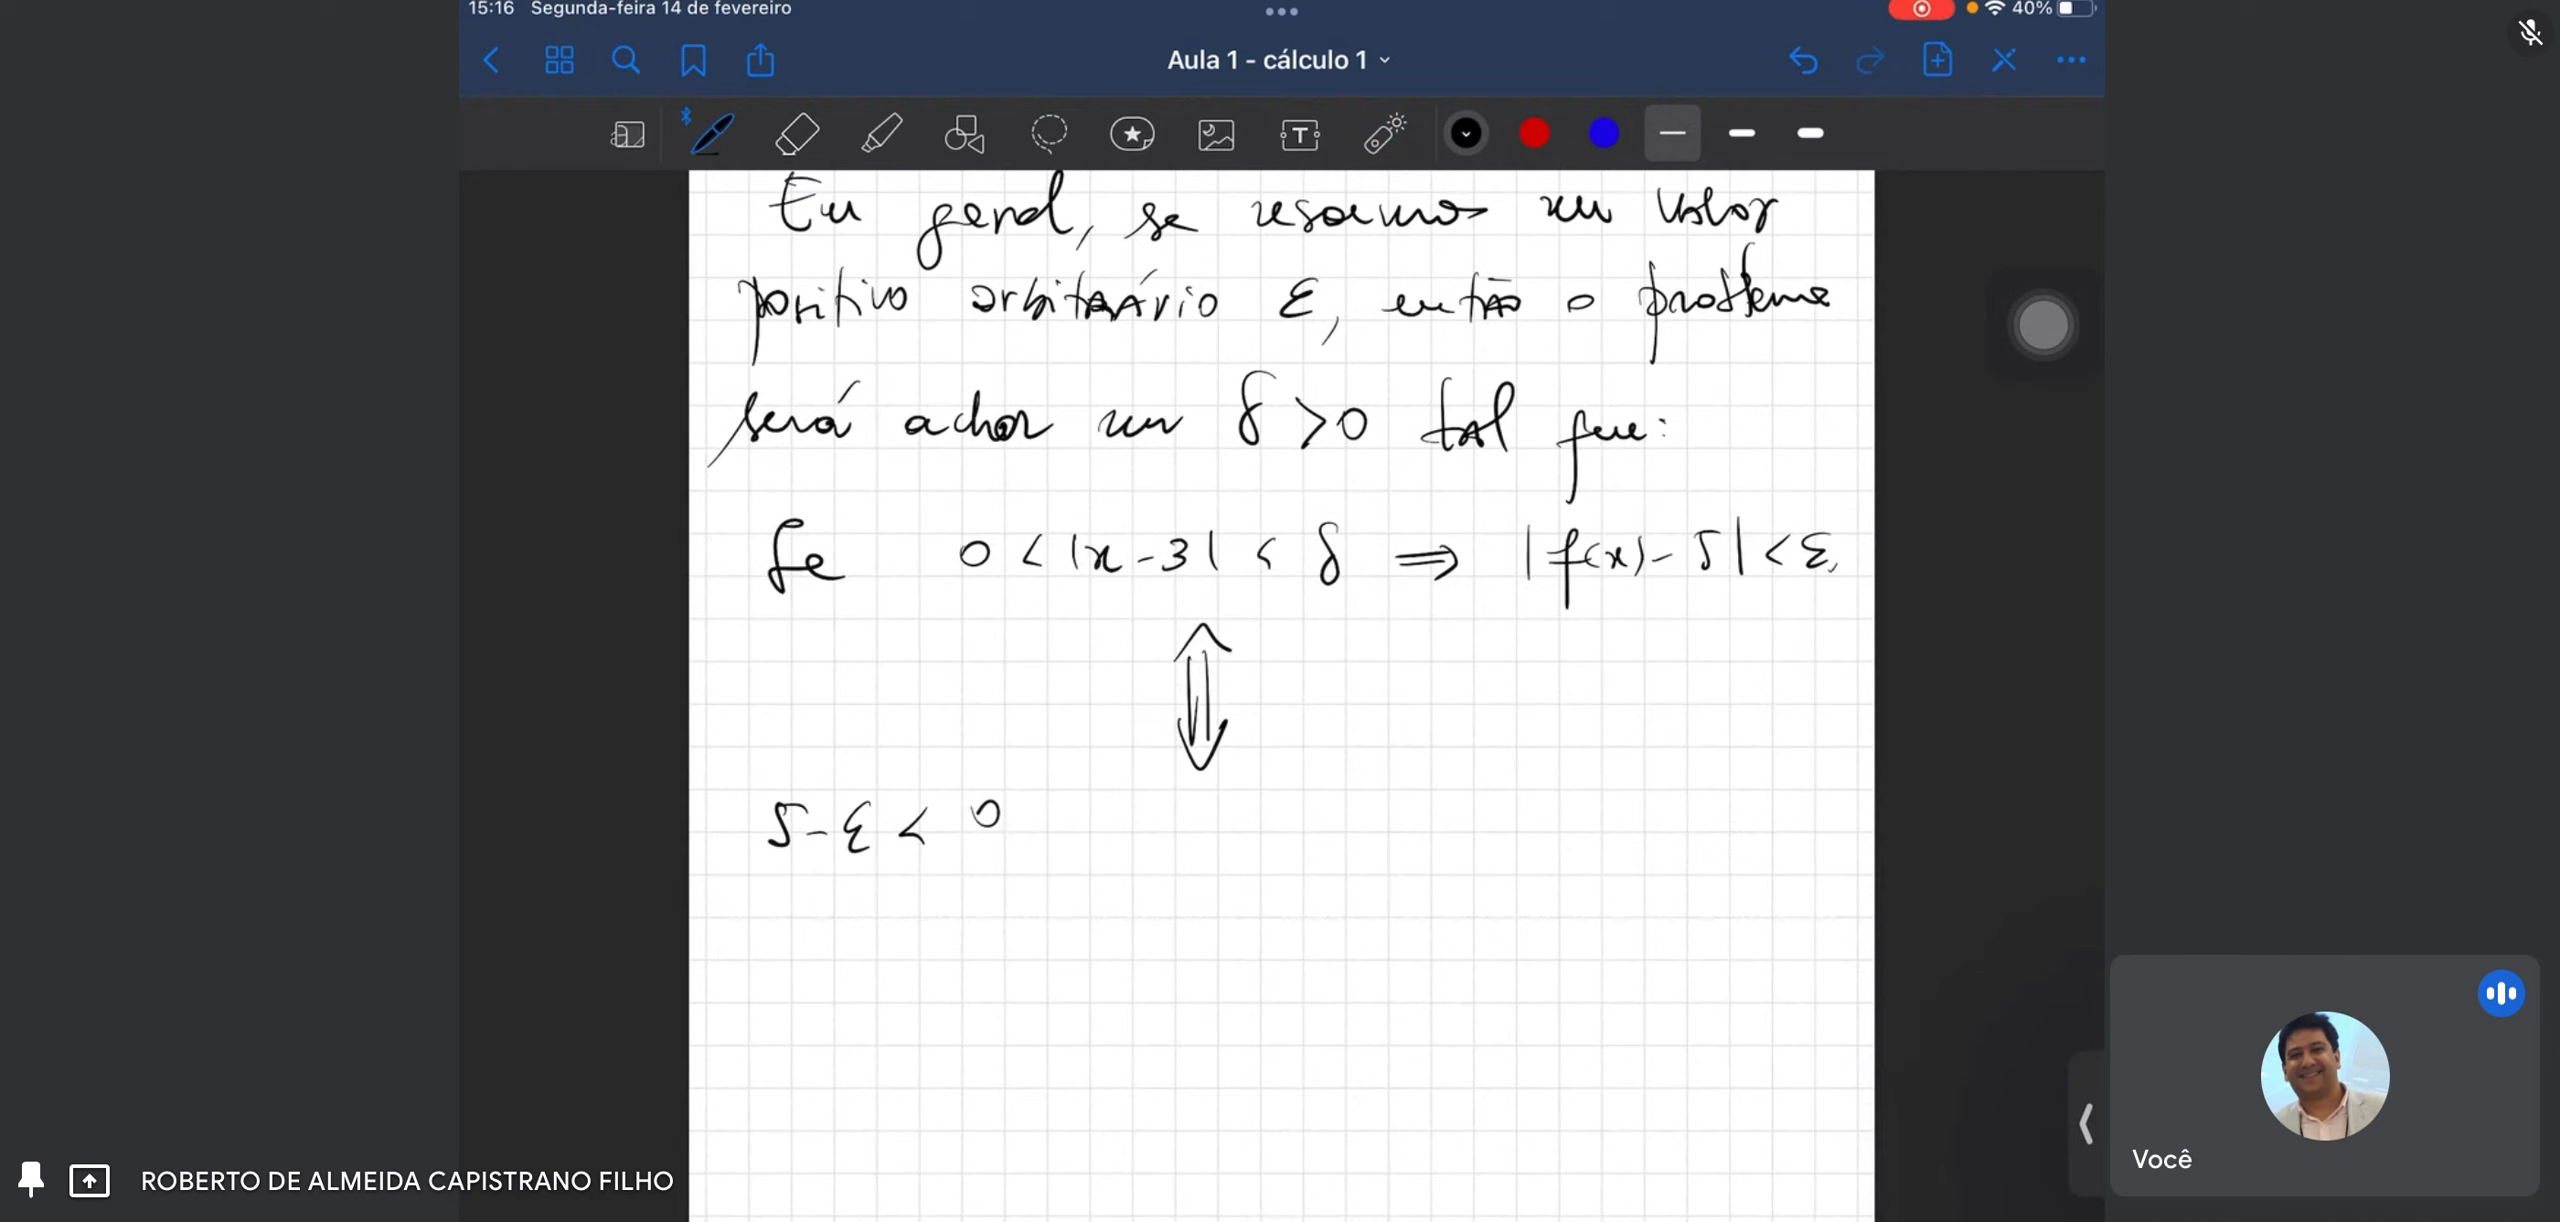 15:16 Segunda-feira 14 de fevereiro
40%
Aula 1 - cálculo 1
T
Em geral, se usarmos um valor
positivo arbitrário ε, então o problema
será achar um δ > 0 tal que:
Se 0 < |x - 3| < δ ⇒ |f(x) - 5| < ε,
⇕
5 - ε < 0
ROBERTO DE ALMEIDA CAPISTRANO FILHO
Você